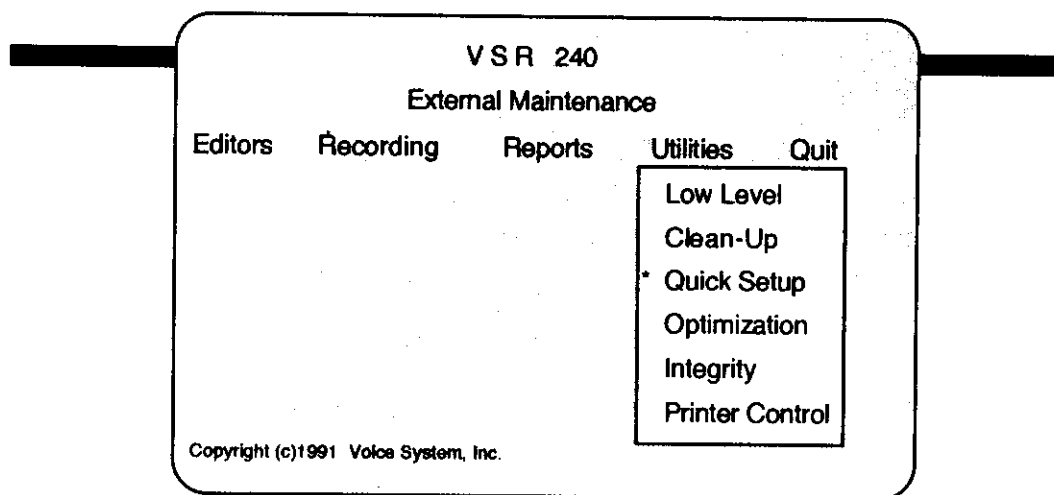 VSR 240
External Maintenance
Editors Recording Reports Utilities Quit
Low Level
Clean-Up
* Quick Setup
Optimization
Integrity
Printer Control
Copyright (c)1991 Voice System, Inc.